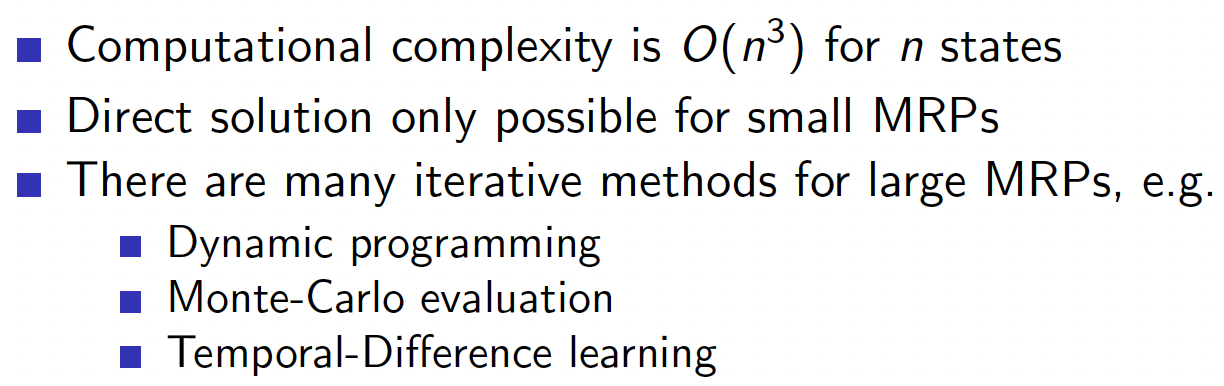 Computational complexity is O(n³) for n states
Direct solution only possible for small MRPs
There are many iterative methods for large MRPs, e.g.
Dynamic programming
Monte-Carlo evaluation
Temporal-Difference learning